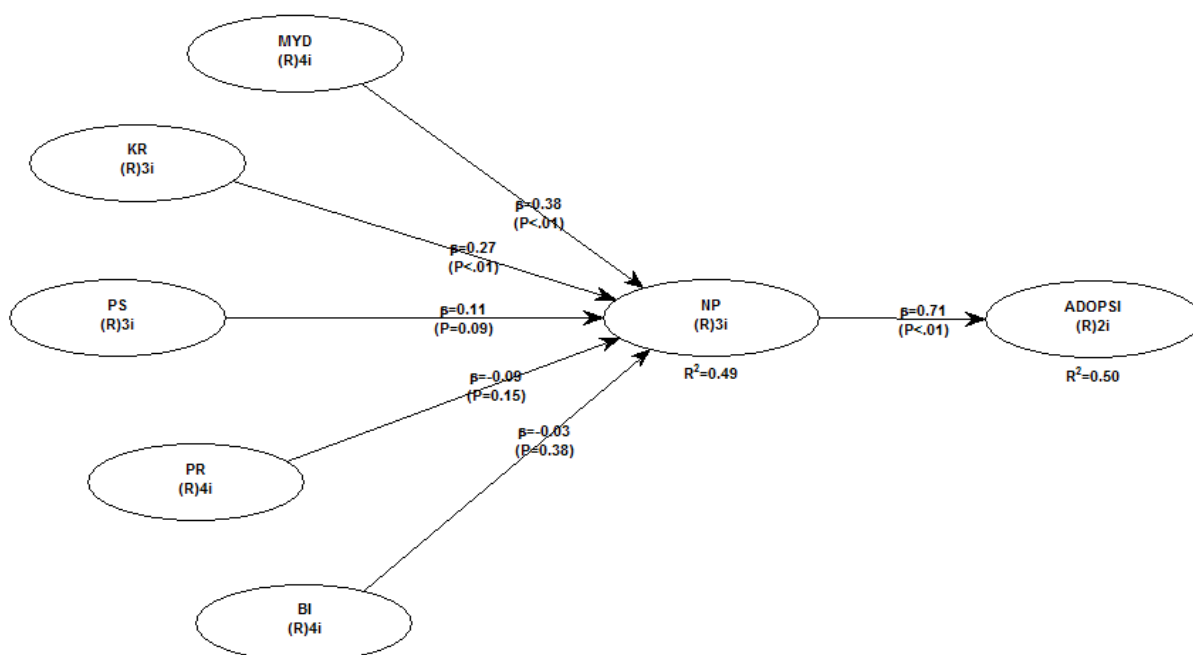 MYD
(R)4i
KR
(R)3i
β=0.38
(P<.01)
β=0.27
(P<.01)
PS
(R)3i
β=0.11
(P=0.09)
NP
(R)3i
R²=0.49
β=0.71
(P<.01)
ADOPSI
(R)2i
R²=0.50
β=-0.09
(P=0.15)
PR
(R)4i
β=-0.03
(P=0.38)
BI
(R)4i